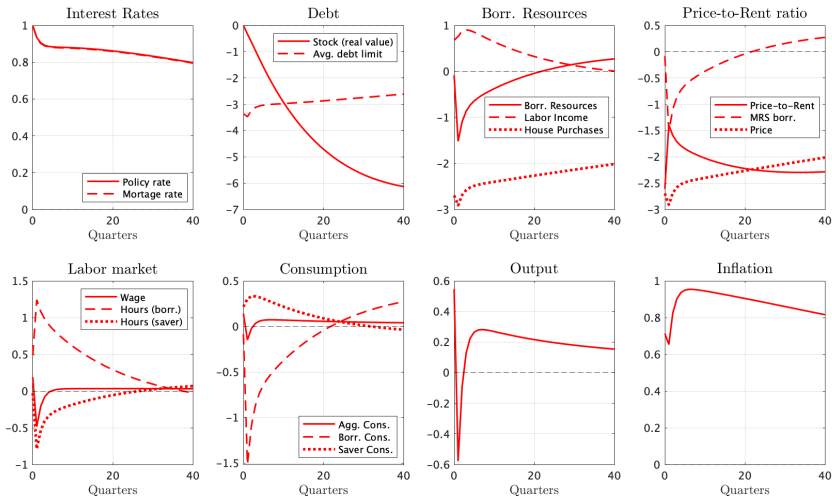 Interest Rates
1
0.8
0.6
0.4
0.2
0
Policy rate
Mortage rate
0 20 40
Quarters
Debt
0
−1
−2
−3
−4
−5
−6
−7
Stock (real value)
Avg. debt limit
0 20 40
Quarters
Borr. Resources
1
0
−1
−2
−3
Borr. Resources
Labor Income
House Purchases
0 20 40
Quarters
Price-to-Rent ratio
0.5
0
−0.5
−1
−1.5
−2
−2.5
−3
Price−to−Rent
MRS borr.
Price
0 20 40
Quarters
Labor market
1.5
1
0.5
0
−0.5
−1
Wage
Hours (borr.)
Hours (saver)
0 20 40
Quarters
Consumption
0.5
0
−0.5
−1
−1.5
Agg. Cons.
Borr. Cons.
Saver Cons.
0 20 40
Quarters
Output
0.6
0.4
0.2
0
−0.2
−0.4
−0.6
0 20 40
Quarters
Inflation
1
0.8
0.6
0.4
0.2
0
0 20 40
Quarters